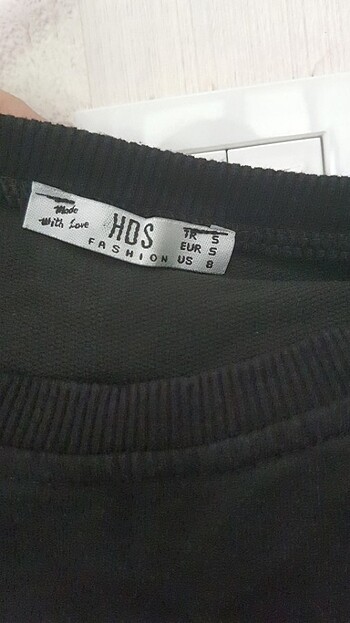 Made
With Love
HDS
FASHION
TR S
EUR S
US 8